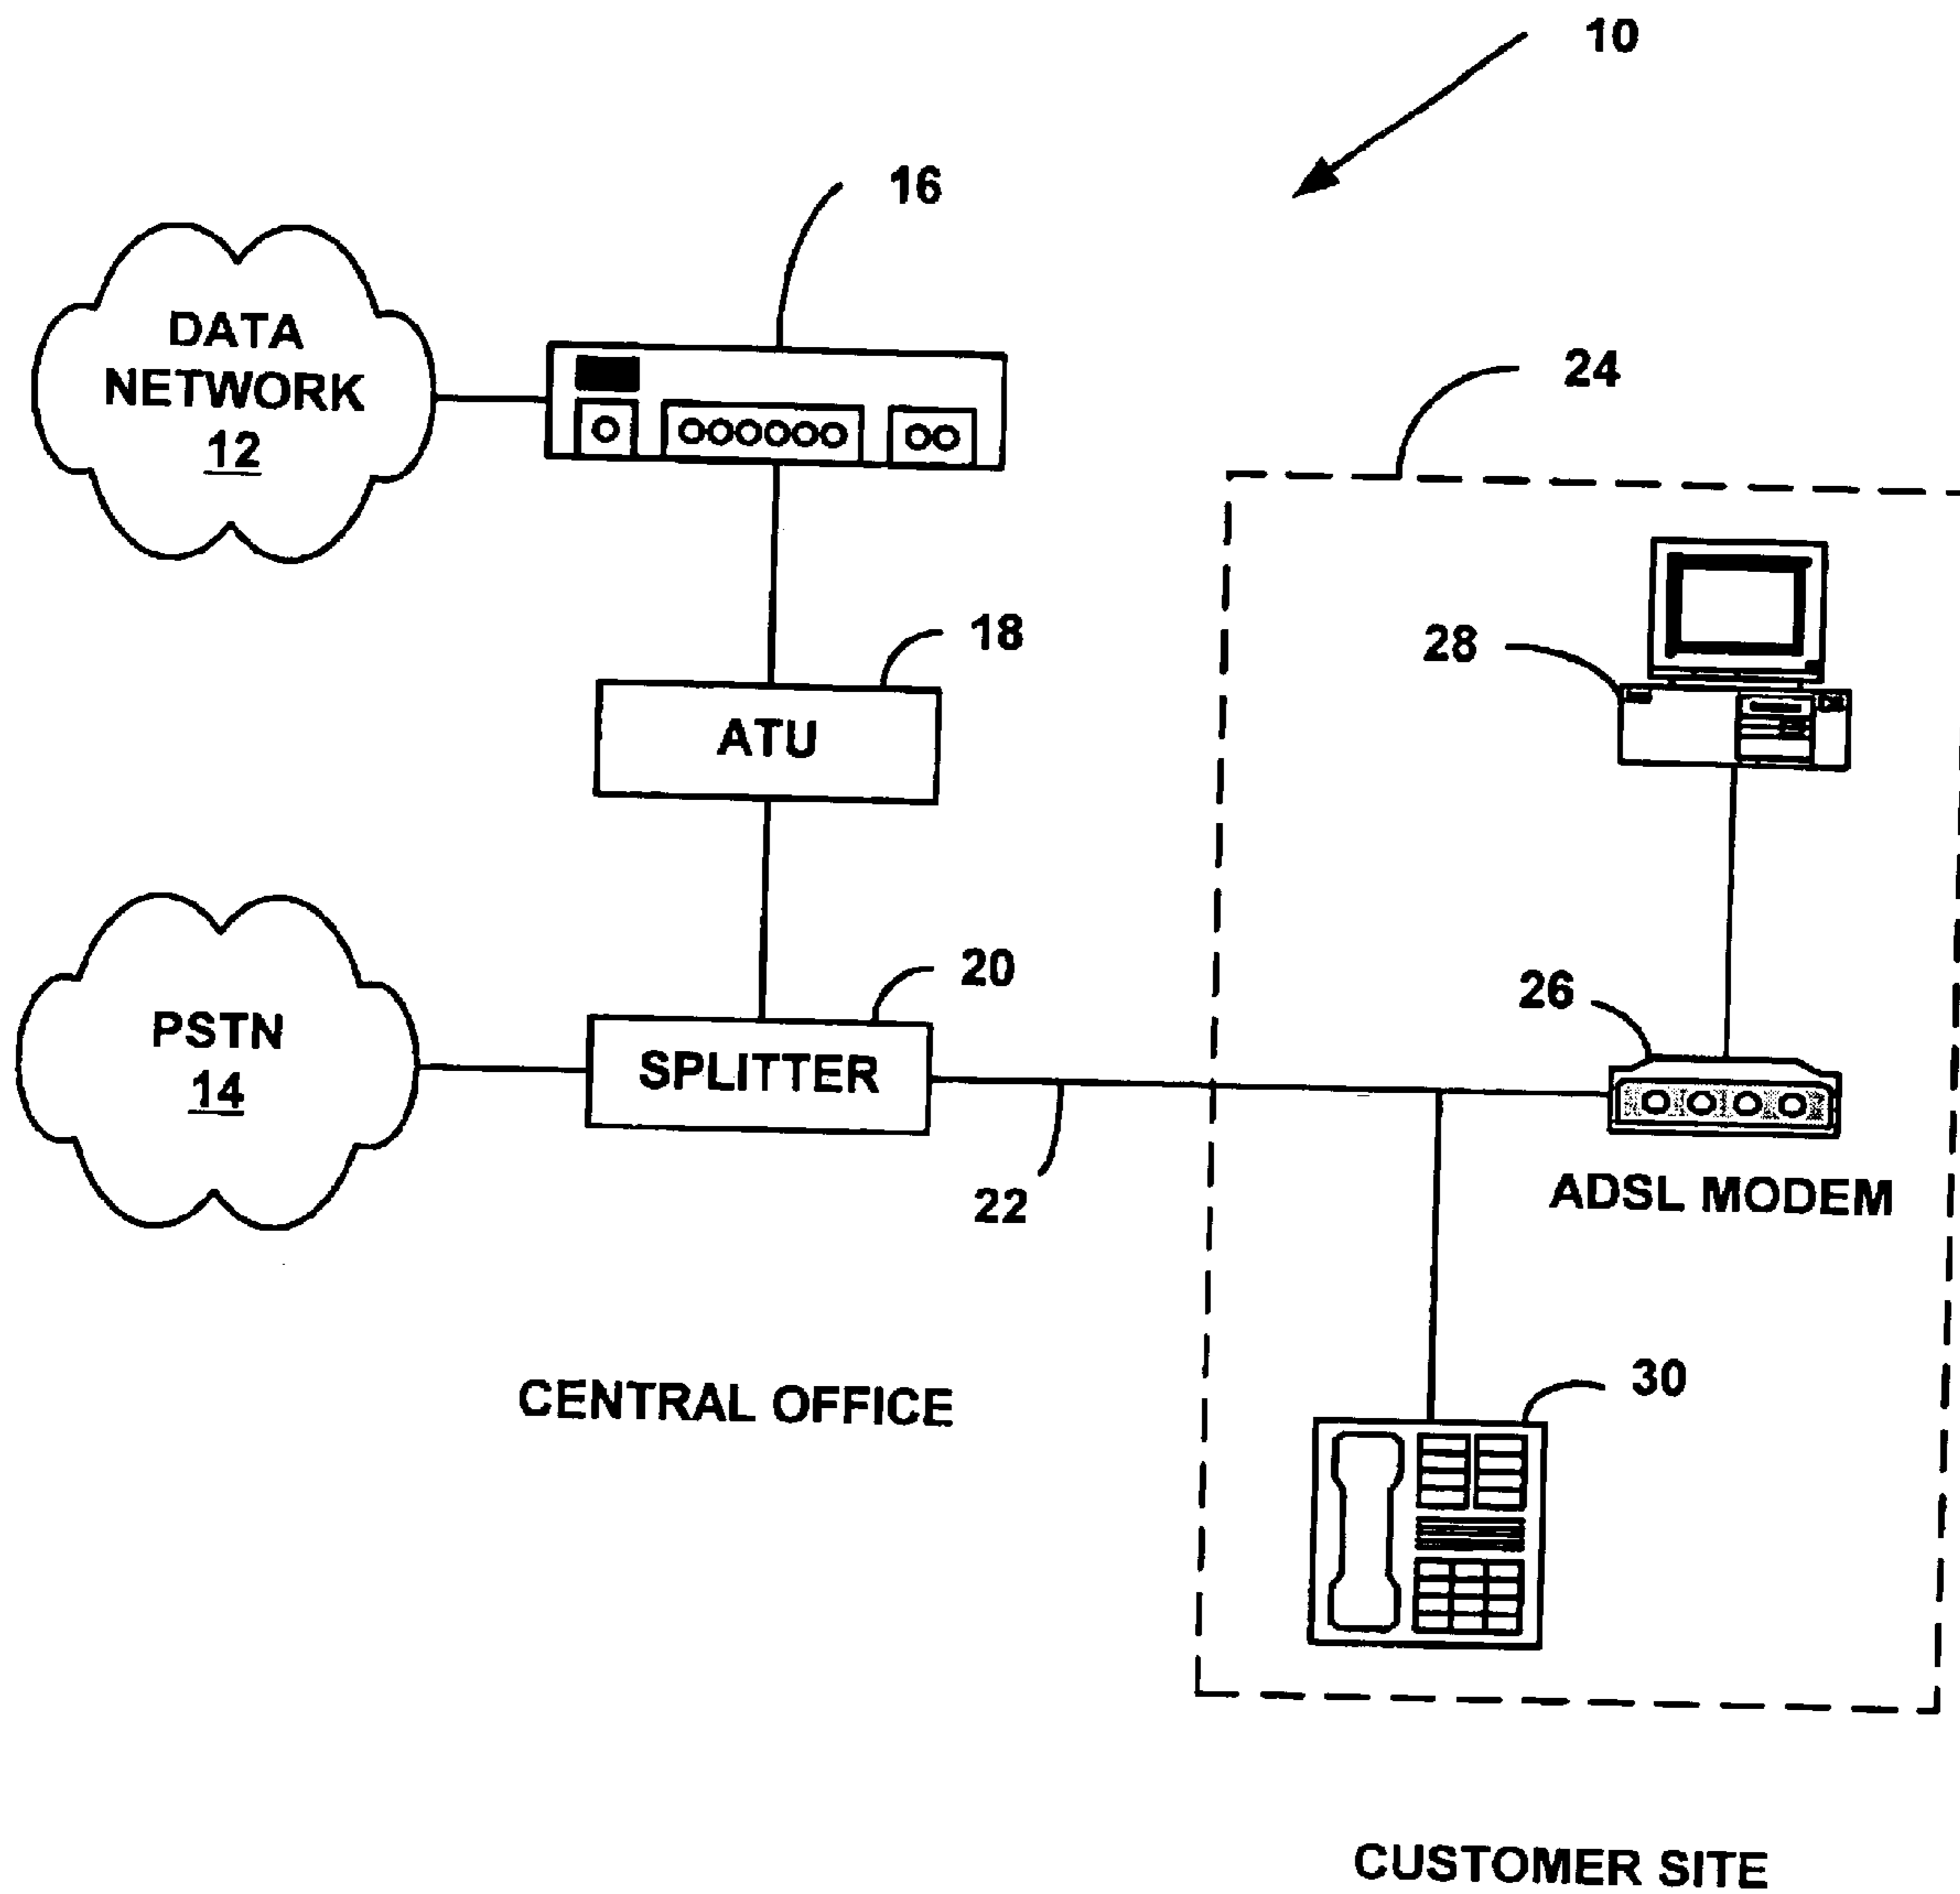 10
16
DATA
NETWORK
12
24
18
28
ATU
20
26
PSTN
14
SPLITTER
22
ADSL MODEM
30
CENTRAL OFFICE
CUSTOMER SITE